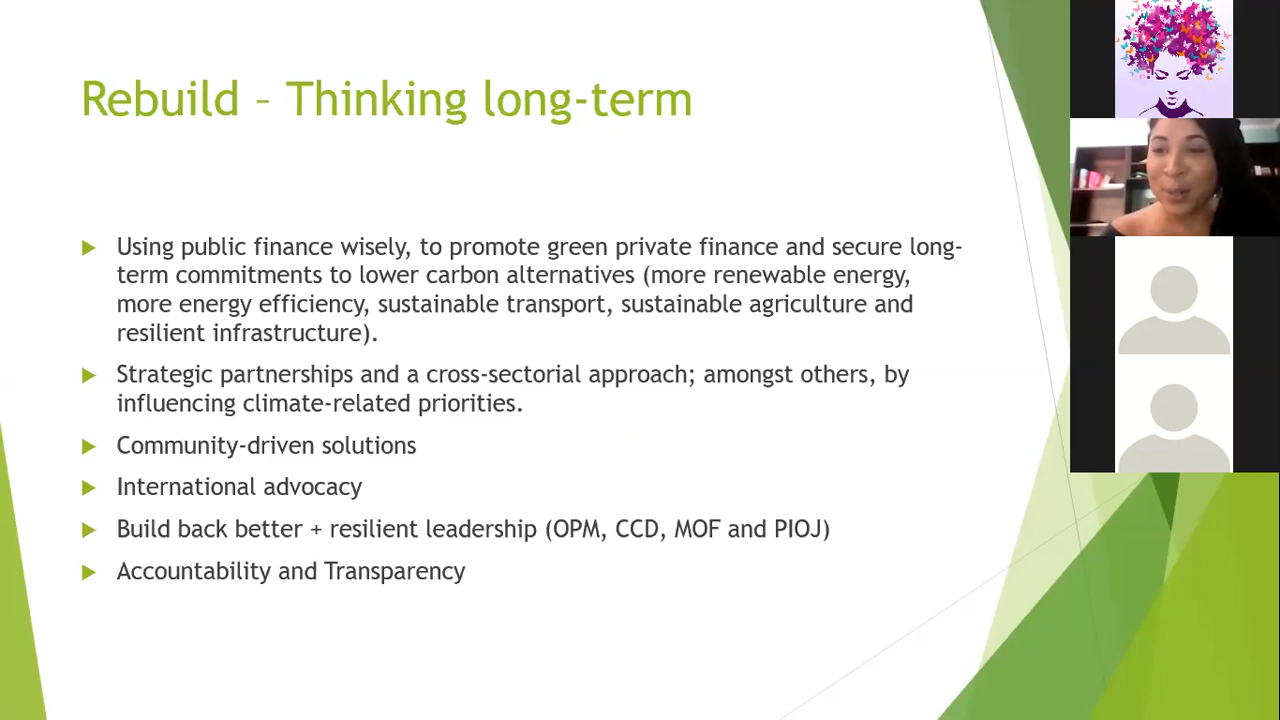 Rebuild – Thinking long-term
Using public finance wisely, to promote green private finance and secure long-
term commitments to lower carbon alternatives (more renewable energy,
more energy efficiency, sustainable transport, sustainable agriculture and
resilient infrastructure).
Strategic partnerships and a cross-sectorial approach; amongst others, by
influencing climate-related priorities.
Community-driven solutions
International advocacy
Build back better + resilient leadership (OPM, CCD, MOF and PIOJ)
Accountability and Transparency